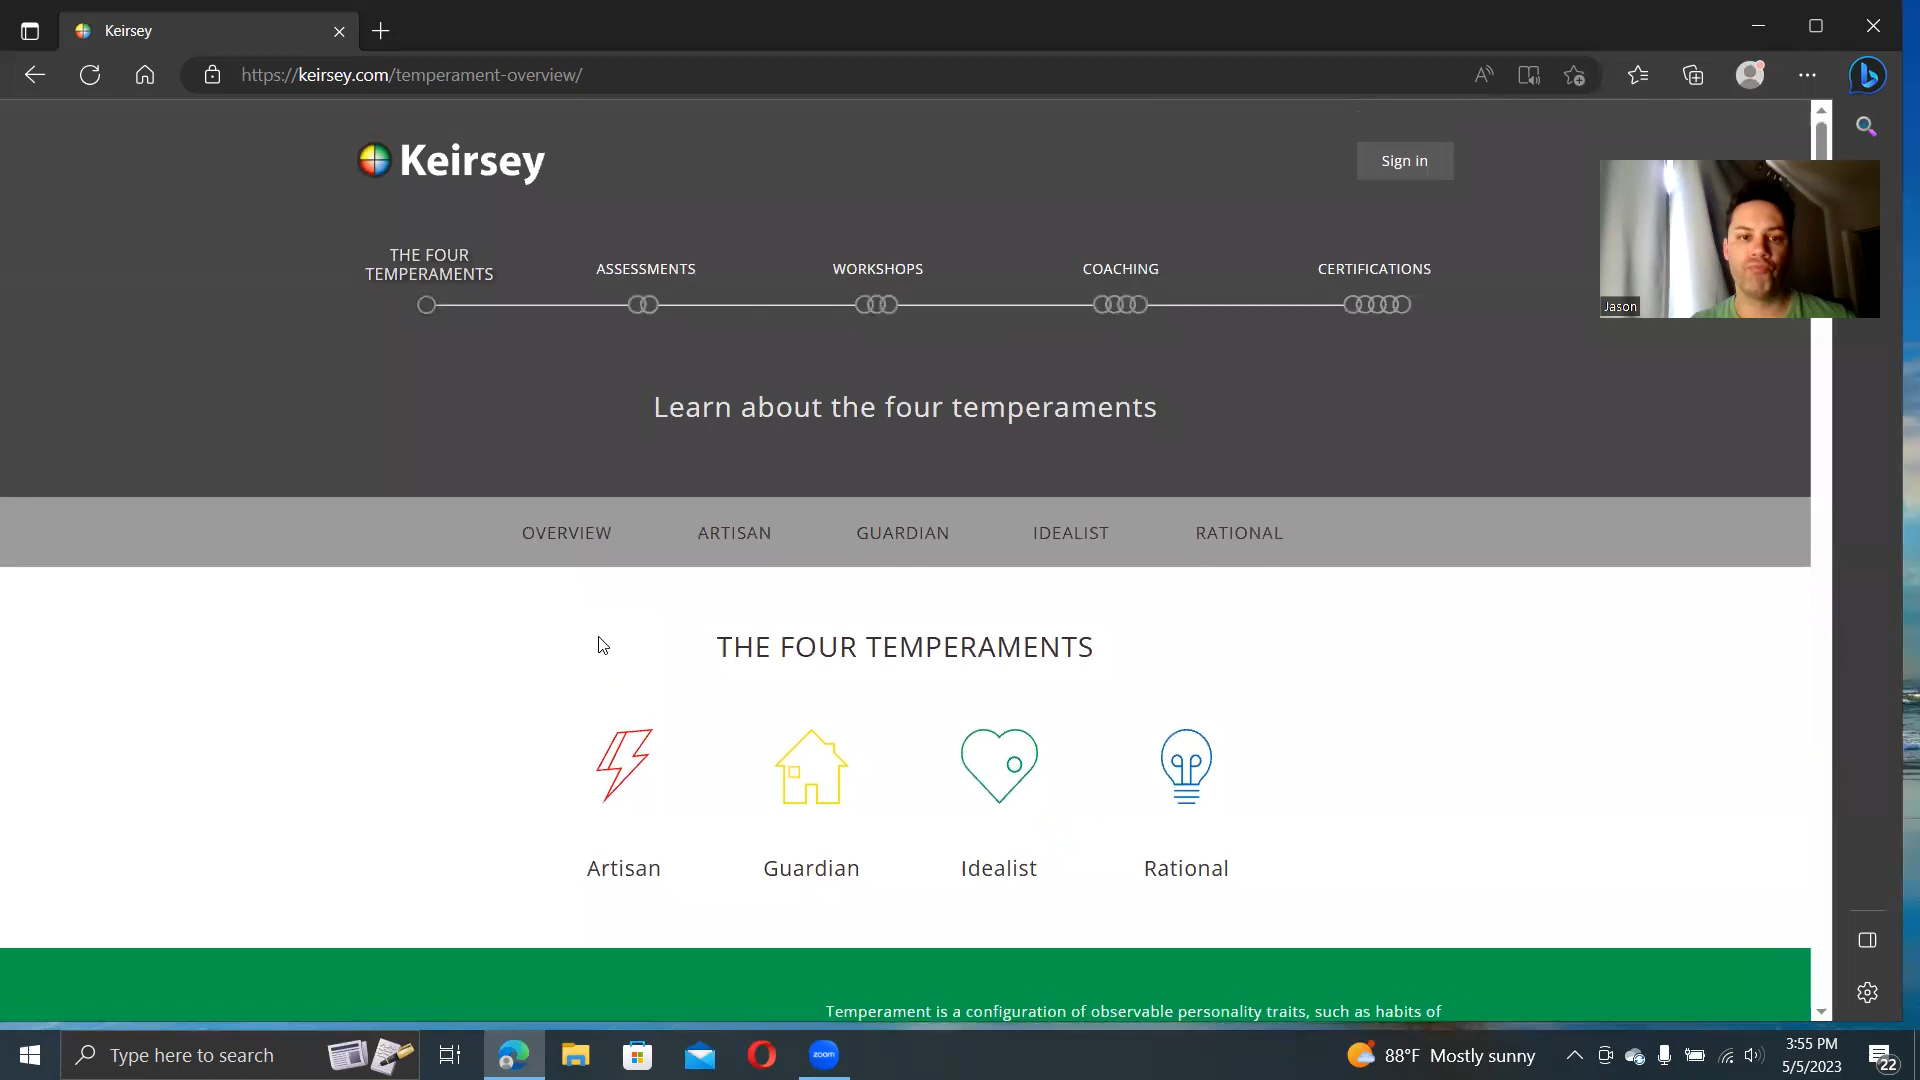 Keirsey
https://keirsey.com/temperament-overview/
Keirsey
Sign in
Jason
THE FOUR
TEMPERAMENTS
ASSESSMENTS
WORKSHOPS
COACHING
CERTIFICATIONS
Learn about the four temperaments
OVERVIEW
ARTISAN
GUARDIAN
IDEALIST
RATIONAL
THE FOUR TEMPERAMENTS
Artisan
Guardian
Idealist
Rational
Temperament is a configuration of observable personality traits, such as habits of
Type here to search
zoom
88°F Mostly sunny
3:55 PM
5/5/2023
22